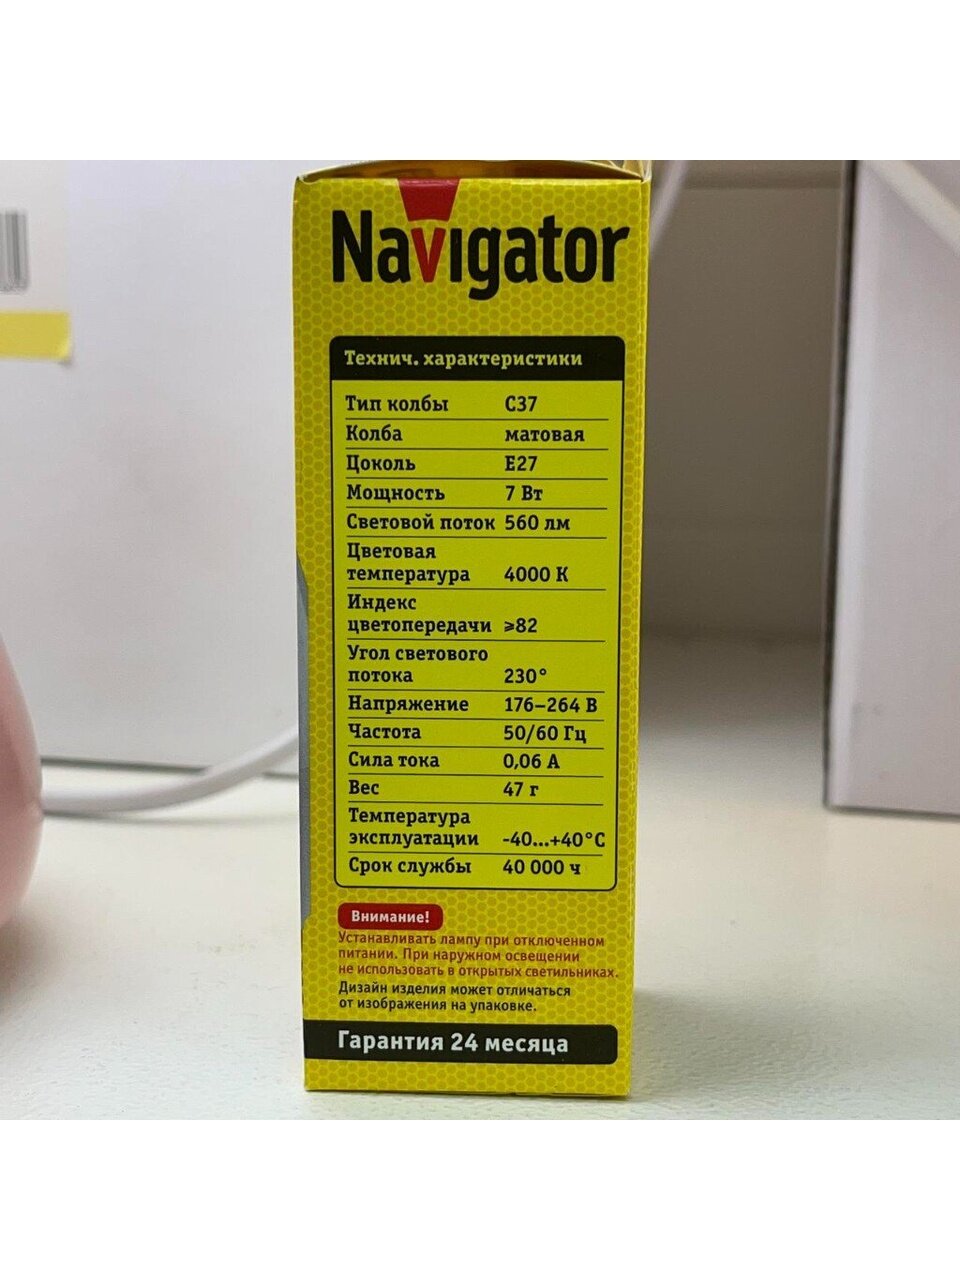 Navigator
Технич. характеристики
Тип колбы C37
Колба матовая
Цоколь E27
Мощность 7 Вт
Световой поток 560 лм
Цветовая
температура 4000 К
Индекс
цветопередачи ≥82
Угол светового
потока 230°
Напряжение 176–264 В
Частота 50/60 Гц
Сила тока 0,06 А
Вес 47 г
Температура
эксплуатации -40...+40°C
Срок службы 40 000 ч
Внимание!
Устанавливать лампу при отключенном
питании. При наружном освещении
не использовать в открытых светильниках.
Дизайн изделия может отличаться
от изображения на упаковке.
Гарантия 24 месяца